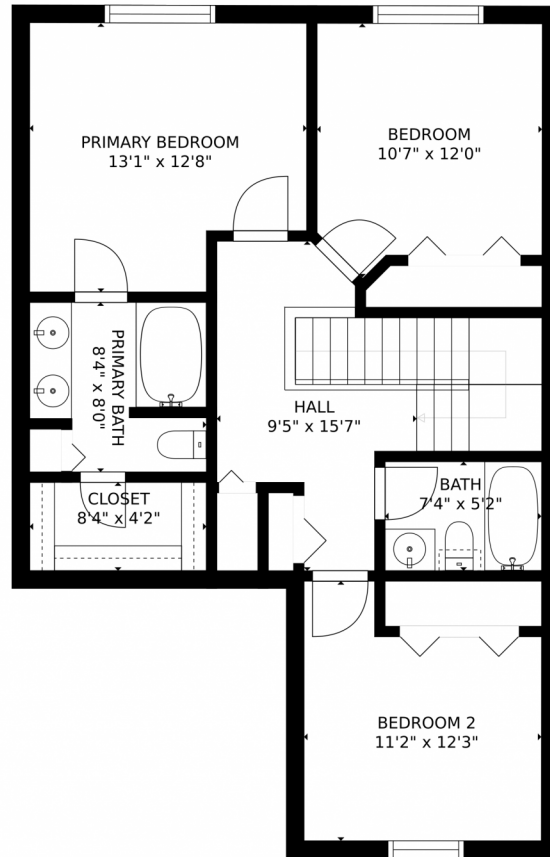 PRIMARY BEDROOM
13'1" x 12'8"
BEDROOM
10'7" x 12'0"
PRIMARY BATH
8'4" x 8'0"
HALL
9'5" x 15'7"
CLOSET
8'4" x 4'2"
BATH
7'4" x 5'2"
BEDROOM 2
11'2" x 12'3"